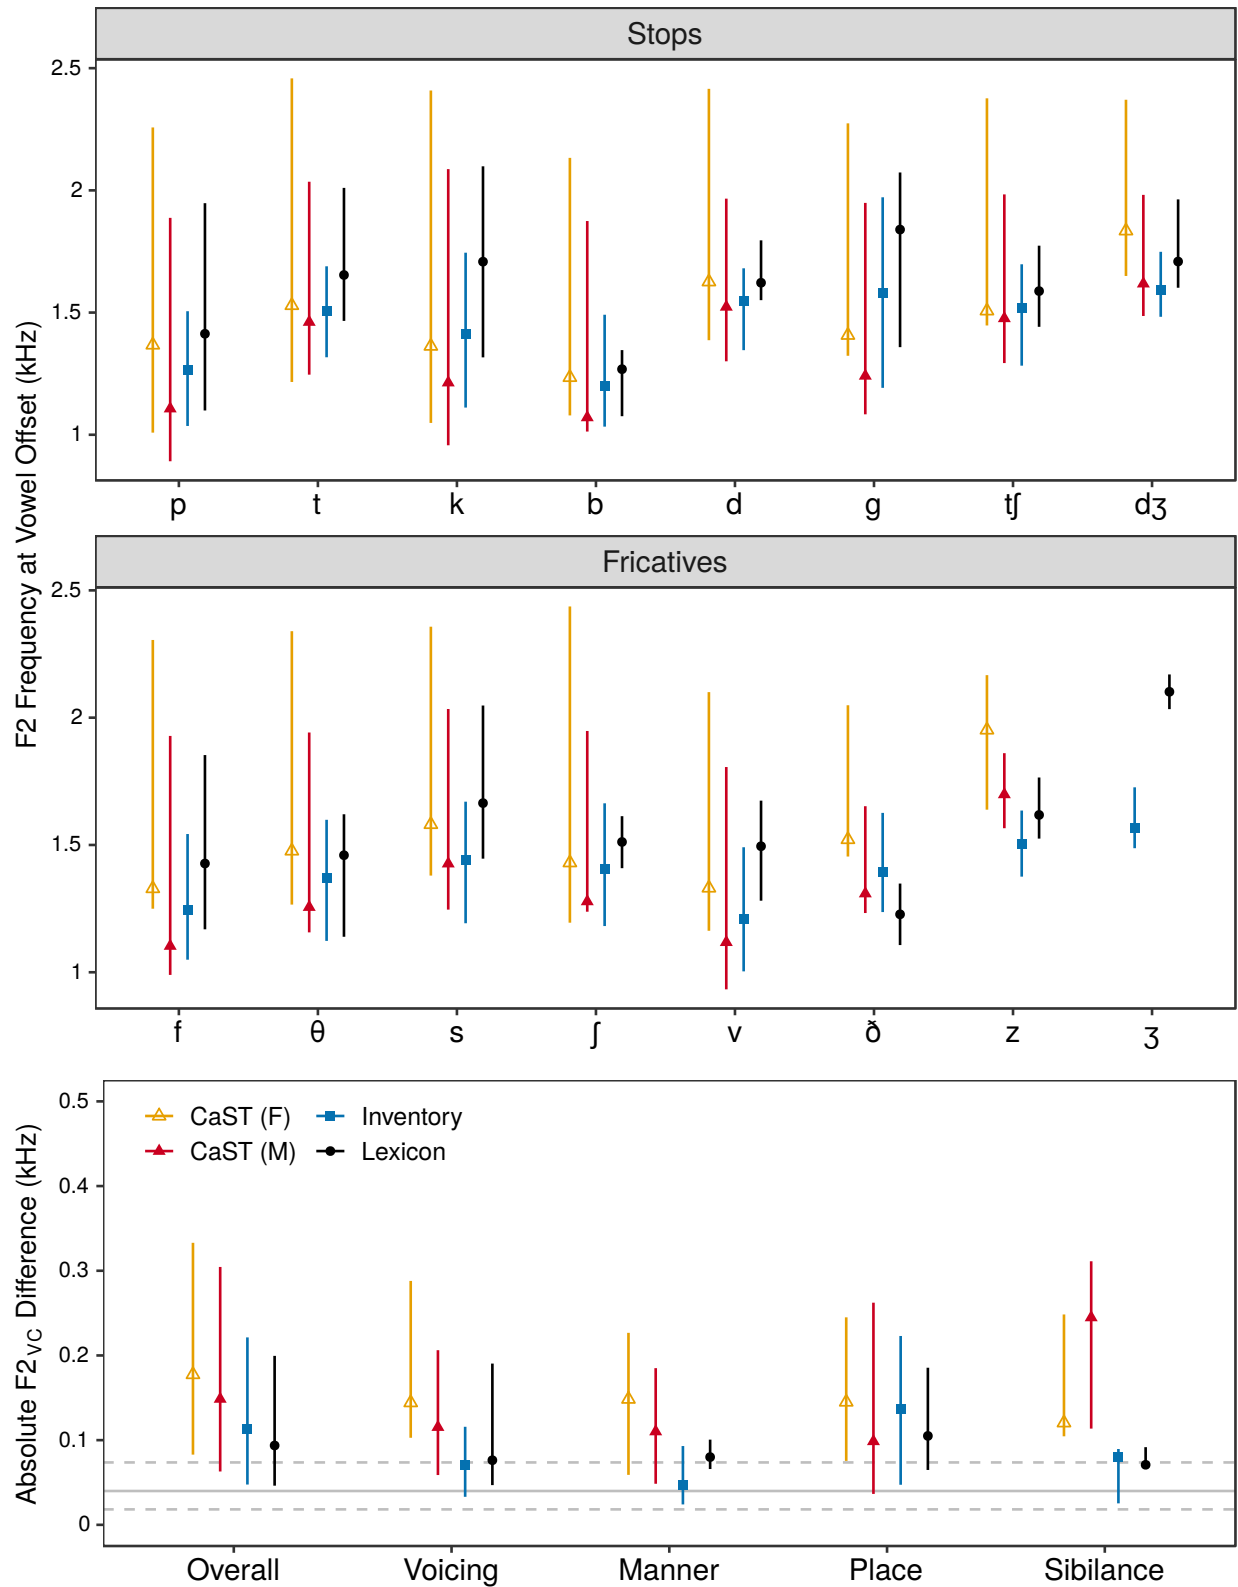 Stops
2.5
2
1.5
1
p t k b d g tʃ dʒ
F2 Frequency at Vowel Offset (kHz)
Fricatives
2.5
2
1.5
1
f θ s ʃ v ð z ʒ
Absolute F2VC Difference (kHz)
0.5
0.4
0.3
0.2
0.1
0
CaST (F) Inventory
CaST (M) Lexicon
Overall Voicing Manner Place Sibilance